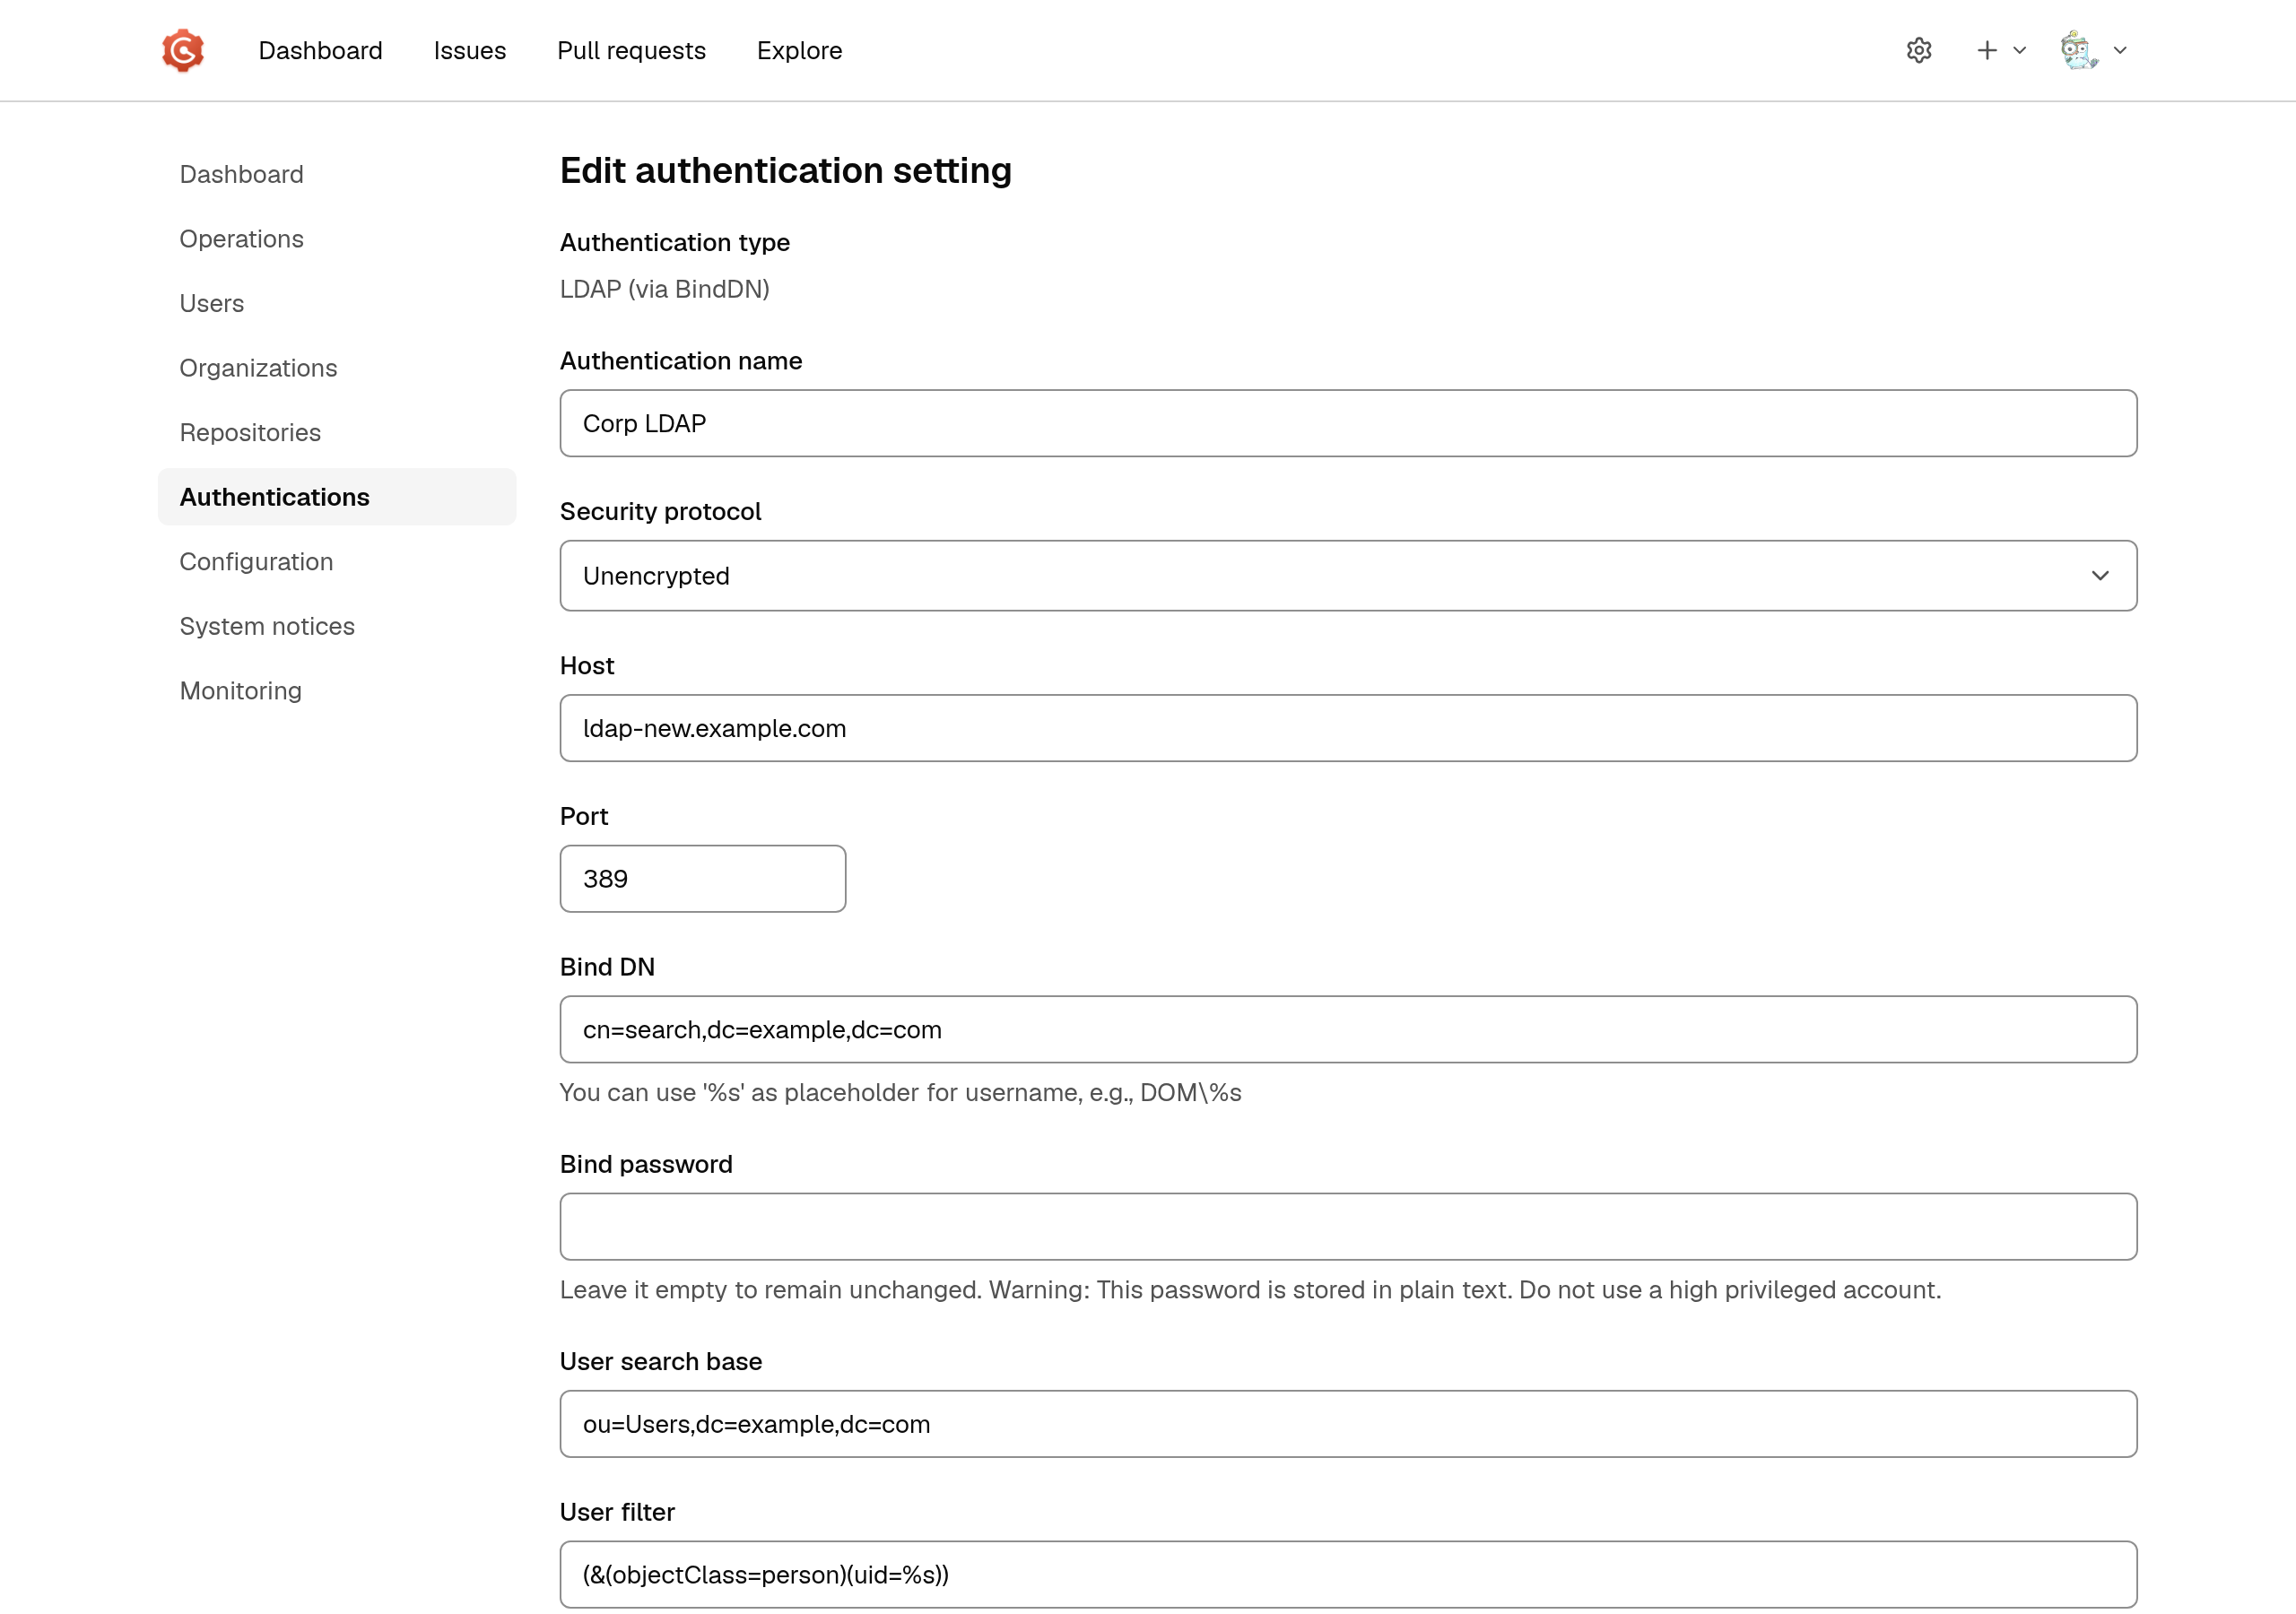 Dashboard Issues Pull requests Explore
Dashboard
Operations
Users
Organizations
Repositories
Authentications
Configuration
System notices
Monitoring
Edit authentication setting
Authentication type
LDAP (via BindDN)
Authentication name
Corp LDAP
Security protocol
Unencrypted
Host
ldap-new.example.com
Port
389
Bind DN
cn=search,dc=example,dc=com
You can use '%s' as placeholder for username, e.g., DOM\%s
Bind password
Leave it empty to remain unchanged. Warning: This password is stored in plain text. Do not use a high privileged account.
User search base
ou=Users,dc=example,dc=com
User filter
(&(objectClass=person)(uid=%s))